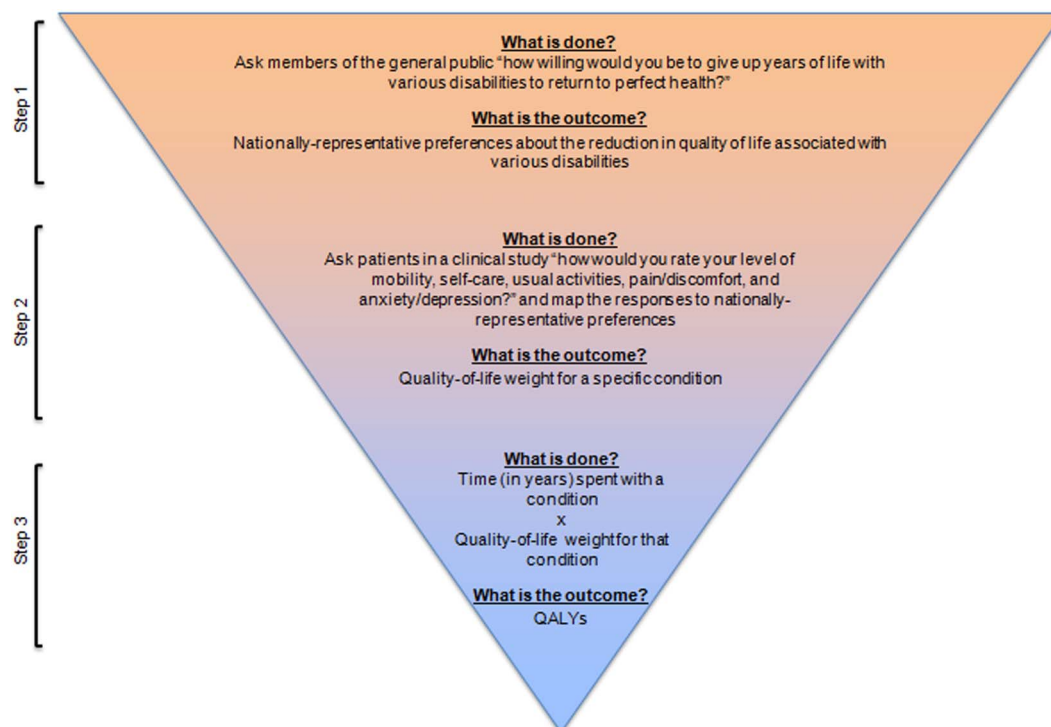 Step 1
What is done?
Ask members of the general public “how willing would you be to give up years of life with
various disabilities to return to perfect health?”
What is the outcome?
Nationally-representative preferences about the reduction in quality of life associated with
various disabilities
Step 2
What is done?
Ask patients in a clinical study “how would you rate your level of
mobility, self-care, usual activities, pain/discomfort, and
anxiety/depression?” and map the responses to nationally-
representative preferences
What is the outcome?
Quality-of-life weight for a specific condition
Step 3
What is done?
Time (in years) spent with a
condition
x
Quality-of-life weight for that
condition
What is the outcome?
QALYs